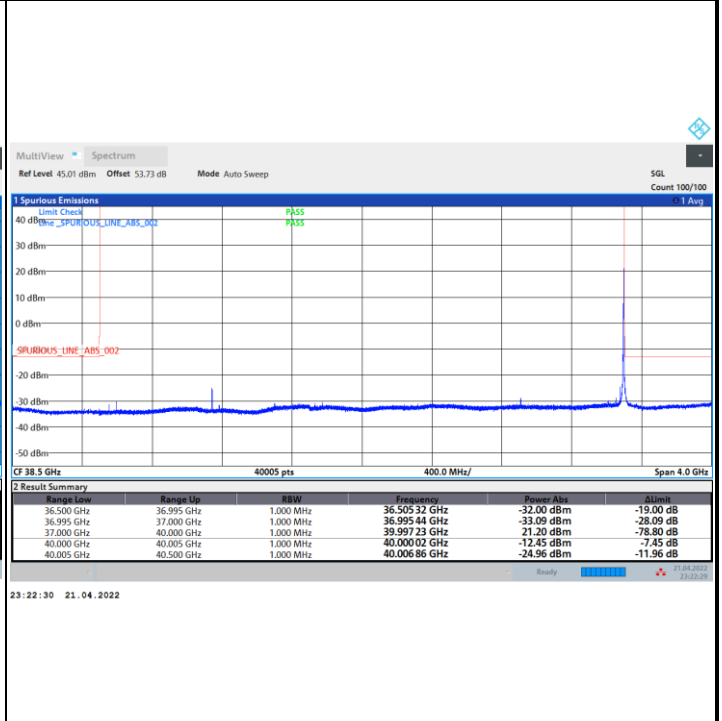 MultiView Spectrum
Ref Level 45.01 dBm Offset 53.73 dB Mode Auto Sweep SGL
Count 100/100
1 Spurious Emissions 1 Avg
Limit Check PASS
40 dBm Line _SPURIOUS_LINE_ABS_002 PASS
30 dBm
20 dBm
10 dBm
0 dBm
_SPURIOUS_LINE_ABS_002
-20 dBm
-30 dBm
-40 dBm
-50 dBm
CF 38.5 GHz 40005 pts 400.0 MHz/ Span 4.0 GHz
2 Result Summary
Range Low Range Up RBW Frequency Power Abs ΔLimit
36.500 GHz 36.995 GHz 1.000 MHz 36.505 32 GHz -32.00 dBm -19.00 dB
36.995 GHz 37.000 GHz 1.000 MHz 36.995 44 GHz -33.09 dBm -28.09 dB
37.000 GHz 40.000 GHz 1.000 MHz 39.997 23 GHz 21.20 dBm -78.80 dB
40.000 GHz 40.005 GHz 1.000 MHz 40.000 02 GHz -12.45 dBm -7.45 dB
40.005 GHz 40.500 GHz 1.000 MHz 40.006 86 GHz -24.96 dBm -11.96 dB
Ready 21.04.2022
23:22:29
23:22:30 21.04.2022